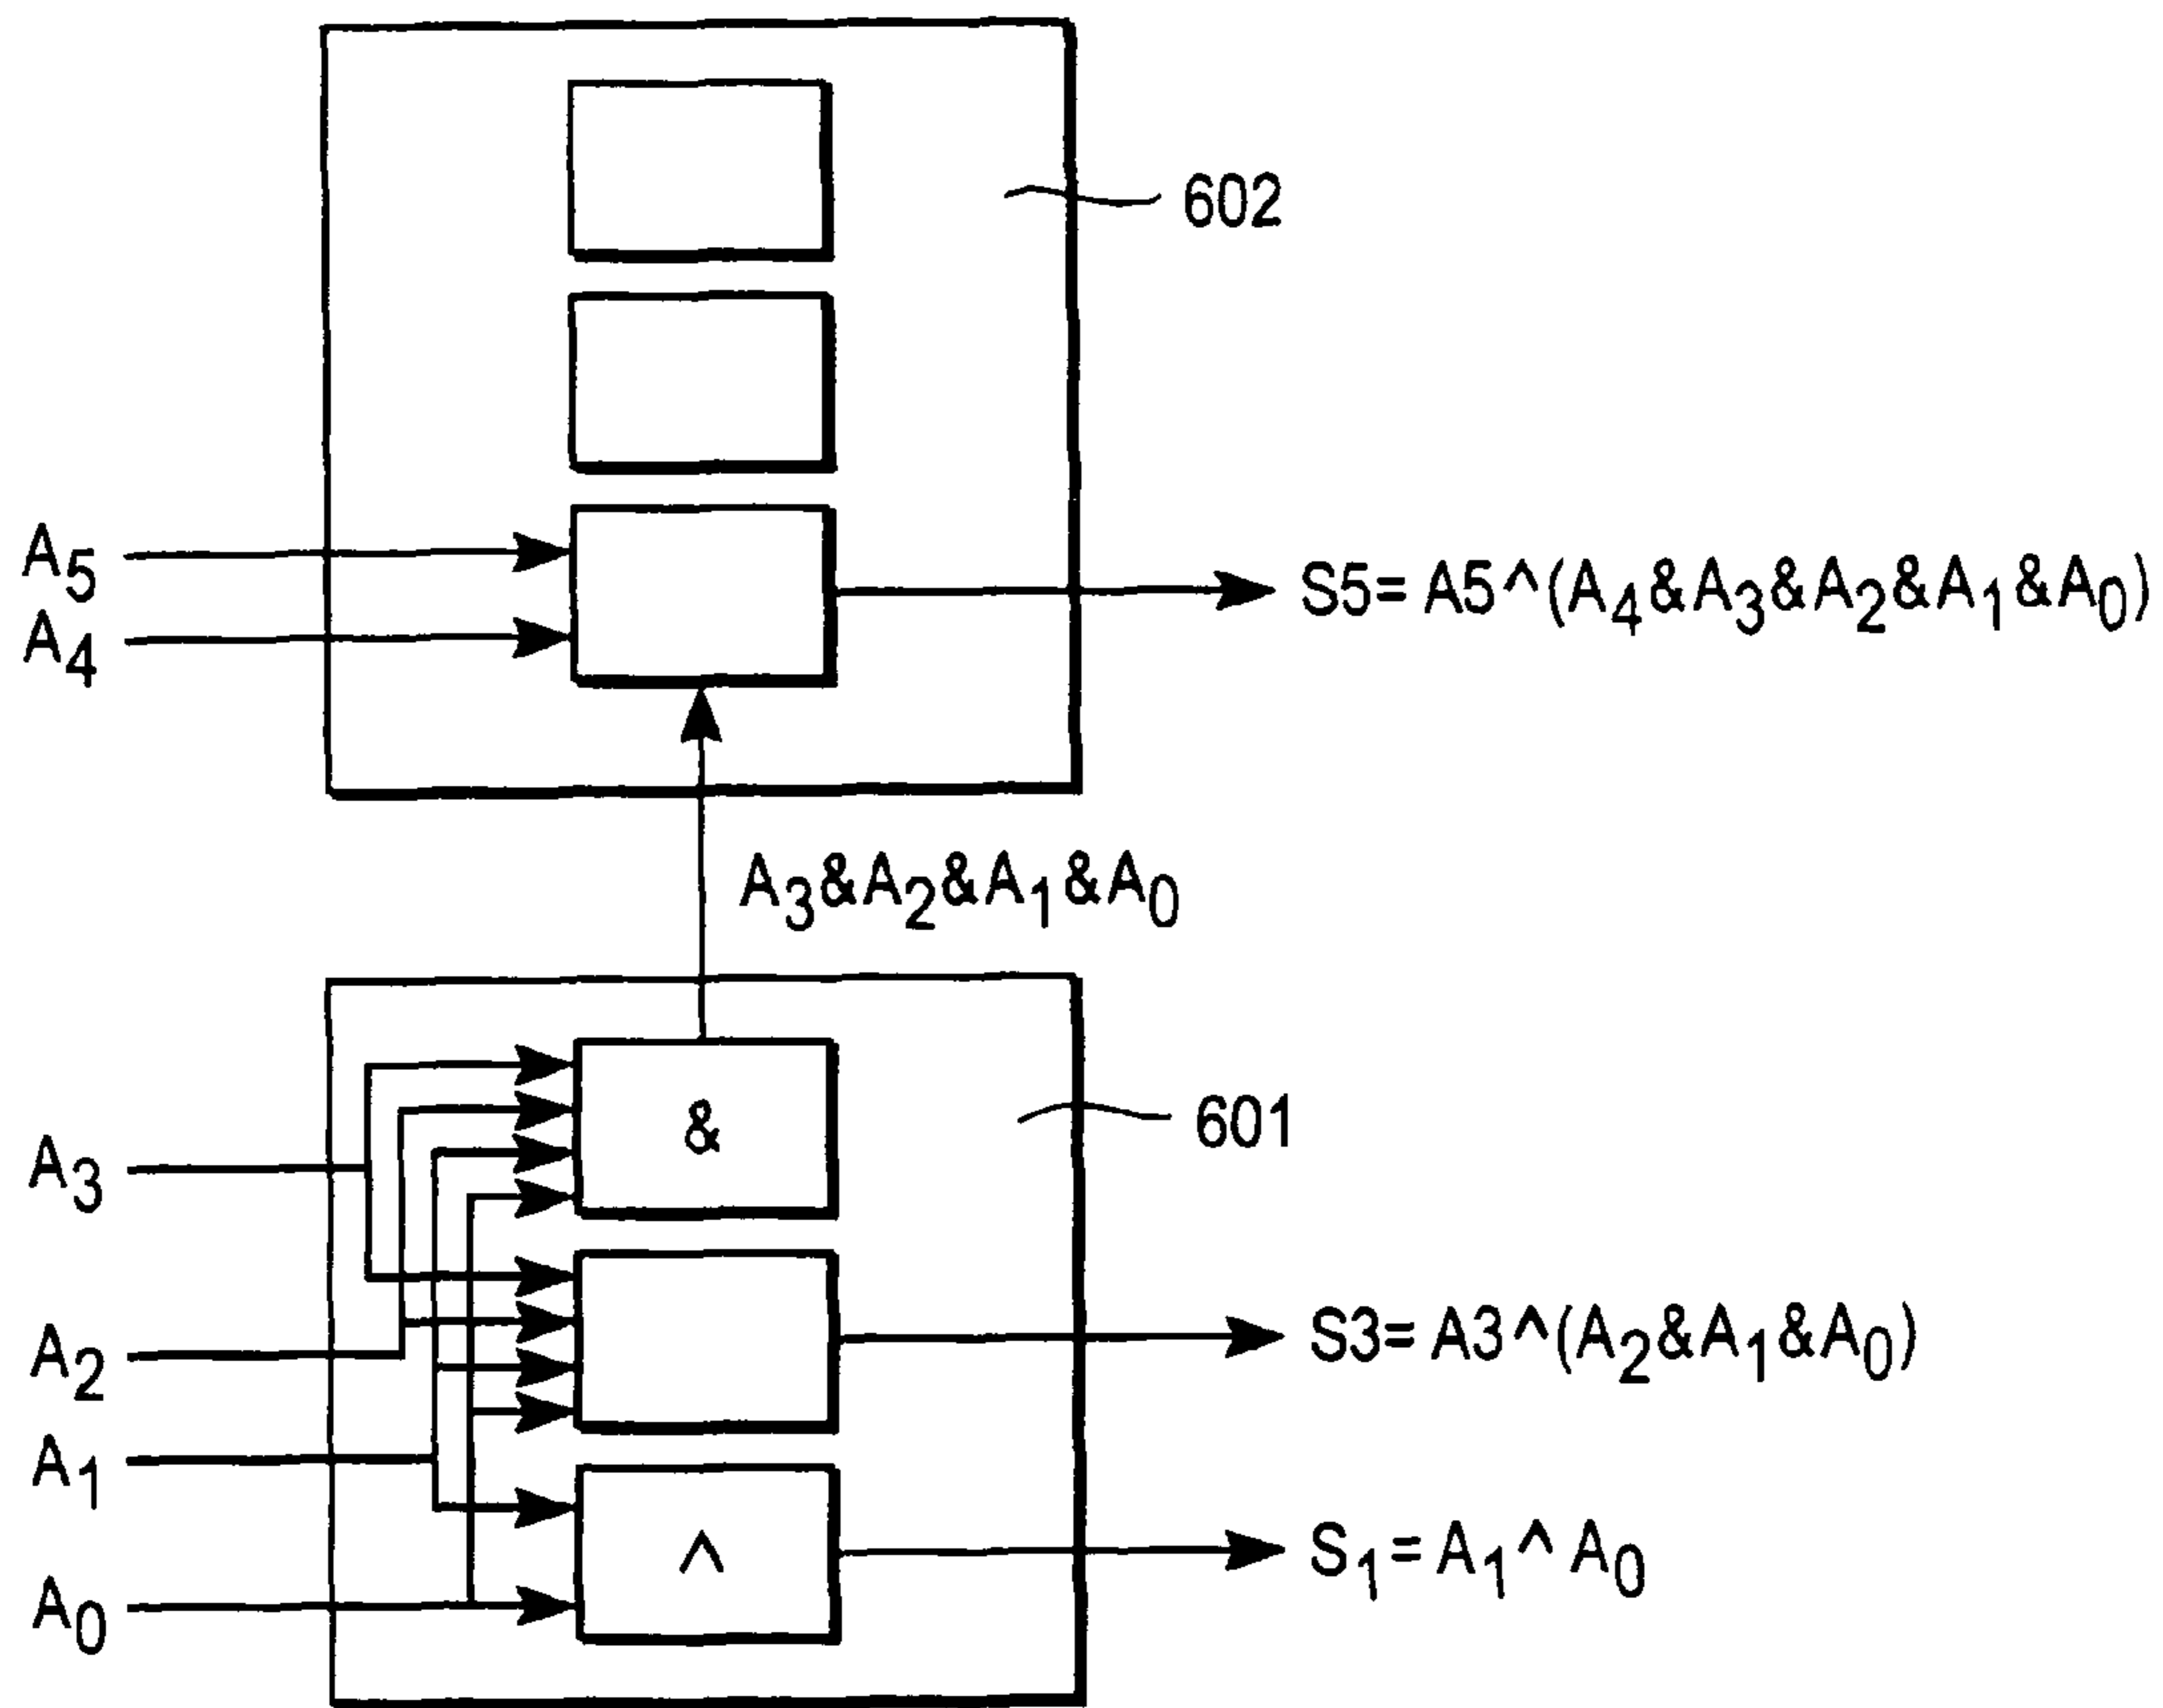 602
A5
S5= A5^(A4&A3&A2&A1&A0)
A4
A3&A2&A1&A0
&
601
A3
A2
S3= A3^(A2&A1&A0)
A1
^
S1= A1^A0
A0